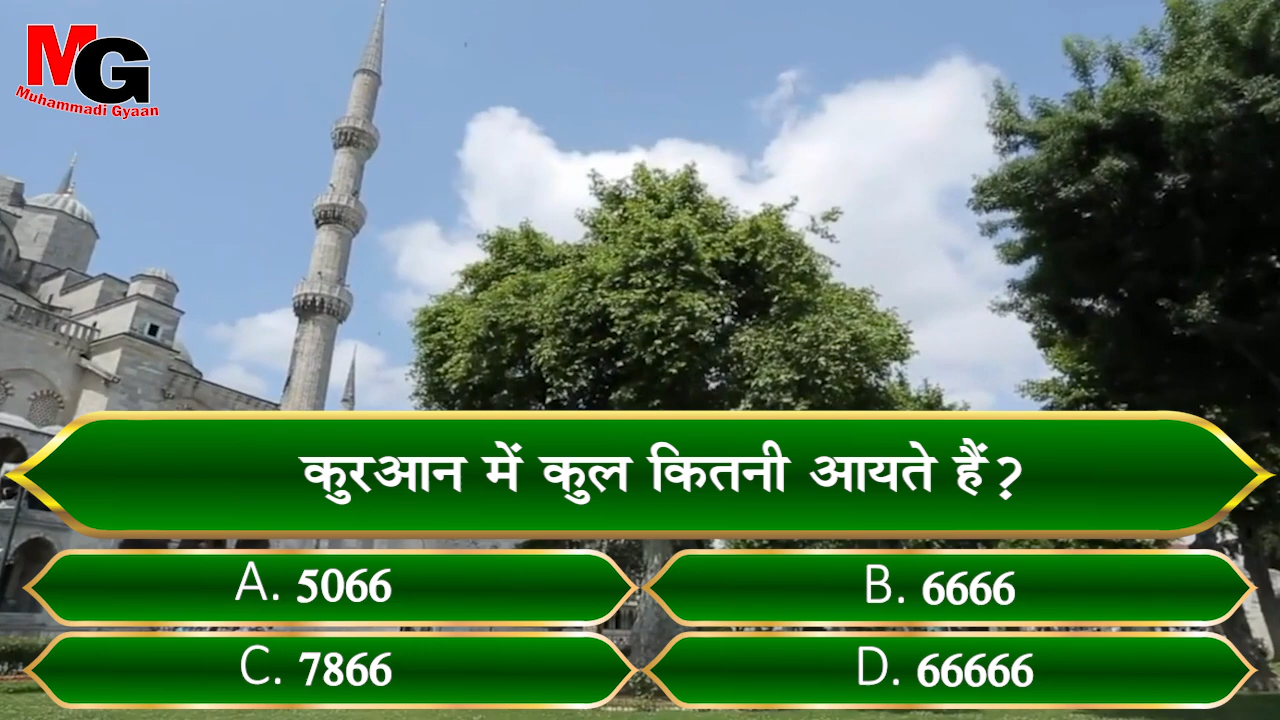 MG
Muhammadi Gyaan
कुरआन में कुल कितनी आयते हैं?
A. 5066
B. 6666
C. 7866
D. 66666